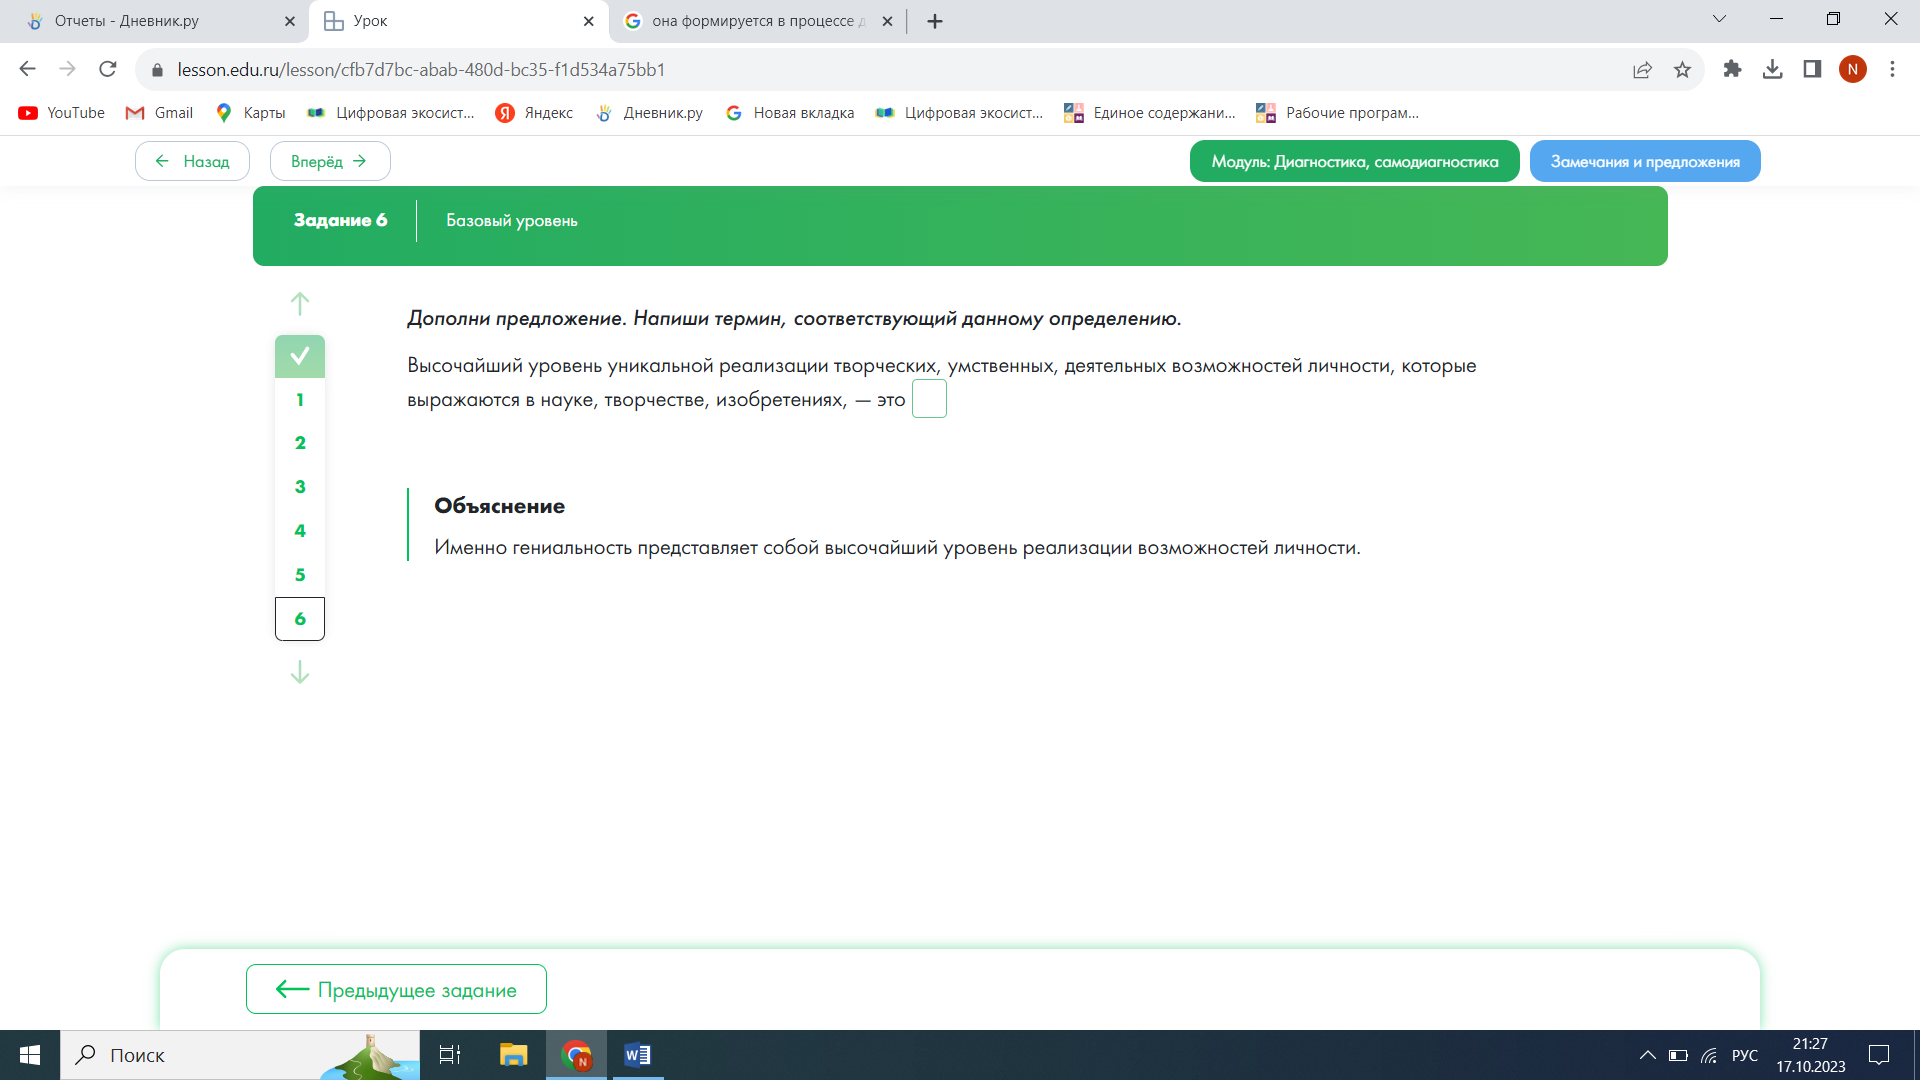 Отчеты - Дневник.ру
Урок
она формируется в процессе д
lesson.edu.ru/lesson/cfb7d7bc-abab-480d-bc35-f1d534a75bb1
N
YouTube
Gmail
Карты
Цифровая экосист...
Яндекс
Дневник.ру
Новая вкладка
Цифровая экосист...
Единое содержани...
Рабочие програм...
Назад
Вперёд
Модуль: Диагностика, самодиагностика
Замечания и предложения
Задание 6
Базовый уровень
Дополни предложение. Напиши термин, соответствующий данному определению.
Высочайший уровень уникальной реализации творческих, умственных, деятельных возможностей личности, которые
выражаются в науке, творчестве, изобретениях, — это
1
2
3
4
5
6
Объяснение
Именно гениальность представляет собой высочайший уровень реализации возможностей личности.
Предыдущее задание
Поиск
РУС
21:27
17.10.2023